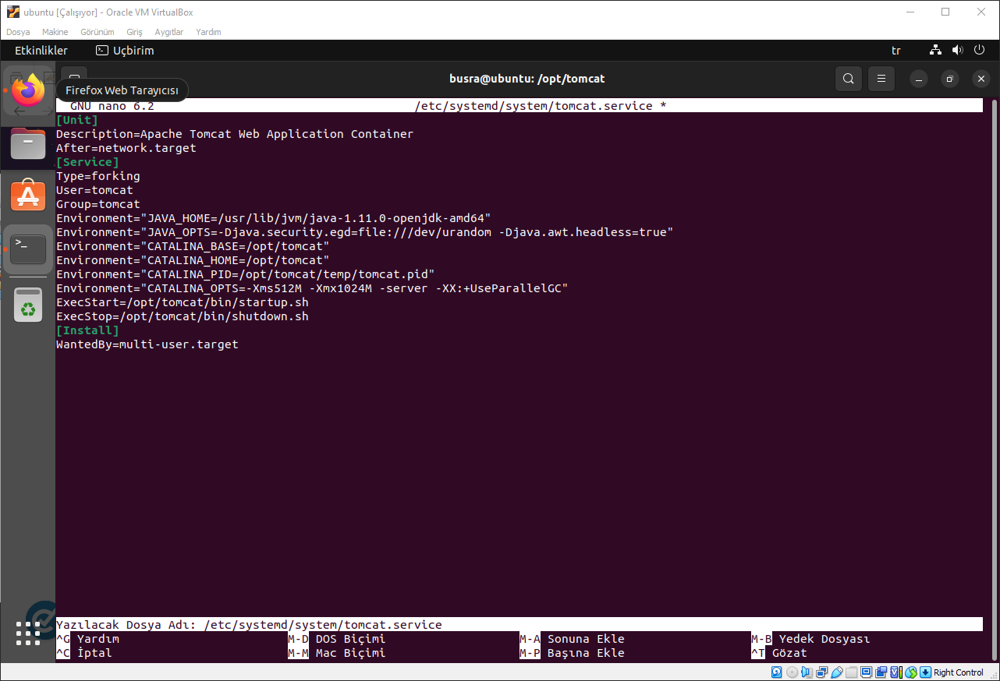 ubuntu [Çalışıyor] - Oracle VM VirtualBox
Dosya Makine Görünüm Giriş Aygıtlar Yardım
Etkinlikler Uçbirim tr
busra@ubuntu: /opt/tomcat
Firefox Web Tarayıcısı
GNU nano 6.2 /etc/systemd/system/tomcat.service *
[Unit]
Description=Apache Tomcat Web Application Container
After=network.target
[Service]
Type=forking
User=tomcat
Group=tomcat
Environment="JAVA_HOME=/usr/lib/jvm/java-1.11.0-openjdk-amd64"
Environment="JAVA_OPTS=-Djava.security.egd=file:///dev/urandom -Djava.awt.headless=true"
Environment="CATALINA_BASE=/opt/tomcat"
Environment="CATALINA_HOME=/opt/tomcat"
Environment="CATALINA_PID=/opt/tomcat/temp/tomcat.pid"
Environment="CATALINA_OPTS=-Xms512M -Xmx1024M -server -XX:+UseParallelGC"
ExecStart=/opt/tomcat/bin/startup.sh
ExecStop=/opt/tomcat/bin/shutdown.sh
[Install]
WantedBy=multi-user.target
Yazılacak Dosya Adı: /etc/systemd/system/tomcat.service
^G Yardım M-D DOS Biçimi M-A Sonuna Ekle M-B Yedek Dosyası
^C İptal M-M Mac Biçimi M-P Başına Ekle ^T Gözat
Right Control